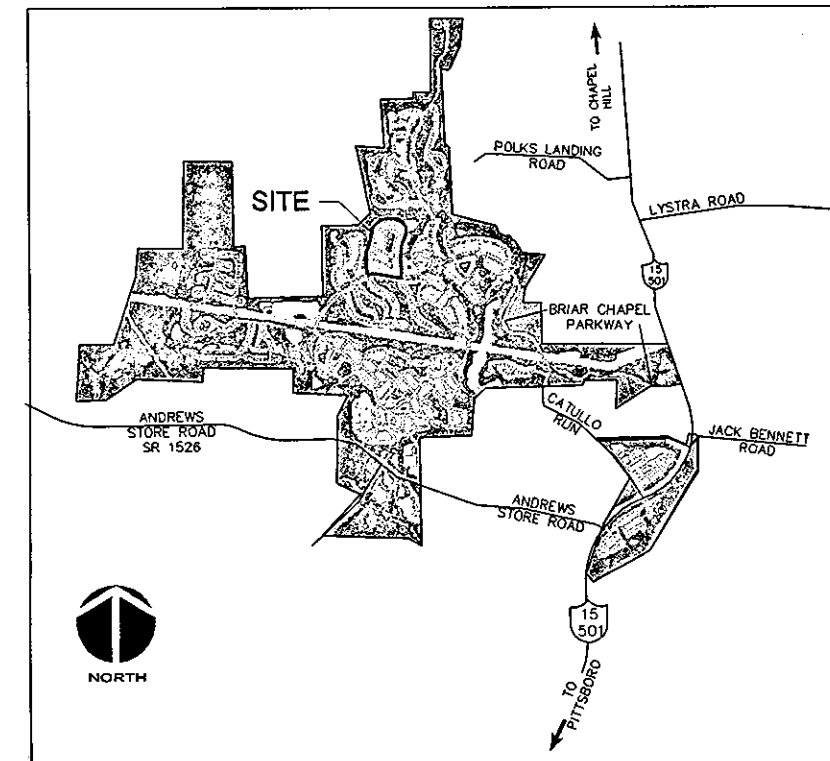 TO CHAPEL
HILL
POLKS LANDING
ROAD
LYSTRA ROAD
SITE
15
501
BRIAR CHAPEL
PARKWAY
CATULLO
RUN
ANDREWS
STORE ROAD
SR 1526
JACK BENNETT
ROAD
ANDREWS
STORE ROAD
15
501
NORTH
TO
PITTSBORO